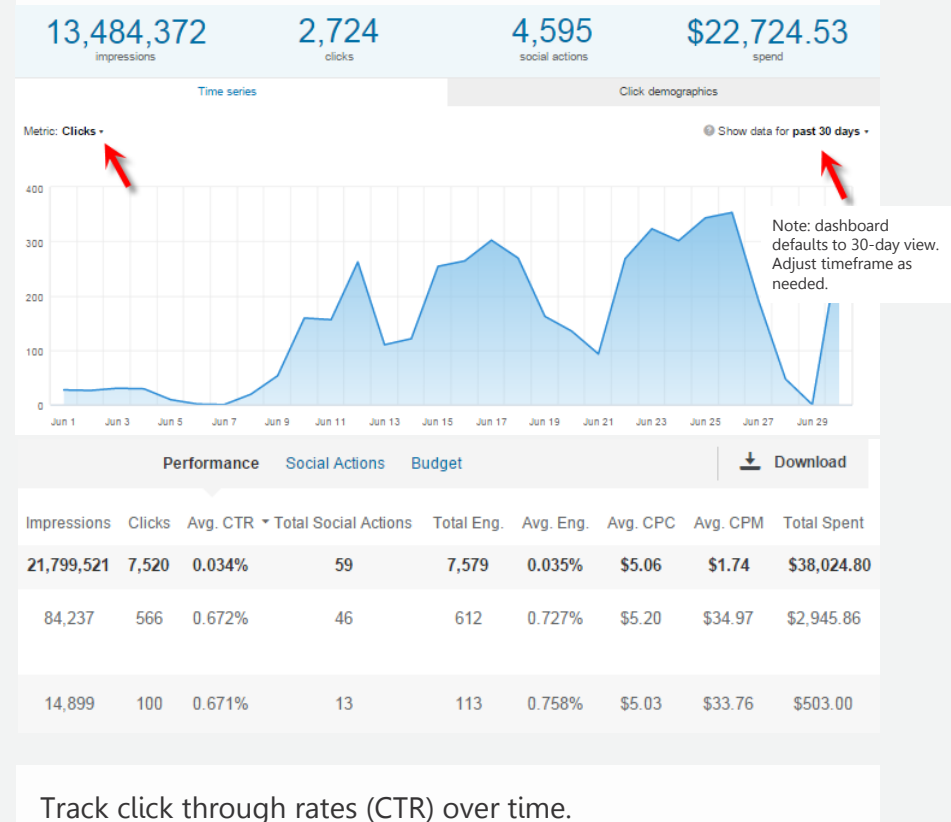 13,484,372 2,724 4,595 $22,724.53
impressions clicks social actions spend
Time series Click demographics
Metric: Clicks Show data for past 30 days
400
300
200
100
0
Note: dashboard
defaults to 30-day view.
Adjust timeframe as
needed.
Jun 1 Jun 3 Jun 5 Jun 7 Jun 9 Jun 11 Jun 13 Jun 15 Jun 17 Jun 19 Jun 21 Jun 23 Jun 25 Jun 27 Jun 29
Performance Social Actions Budget Download
Impressions Clicks Avg. CTR Total Social Actions Total Eng. Avg. Eng. Avg. CPC Avg. CPM Total Spent
21,799,521 7,520 0.034% 59 7,579 0.035% $5.06 $1.74 $38,024.80
84,237 566 0.672% 46 612 0.727% $5.20 $34.97 $2,945.86
14,899 100 0.671% 13 113 0.758% $5.03 $33.76 $503.00
Track click through rates (CTR) over time.